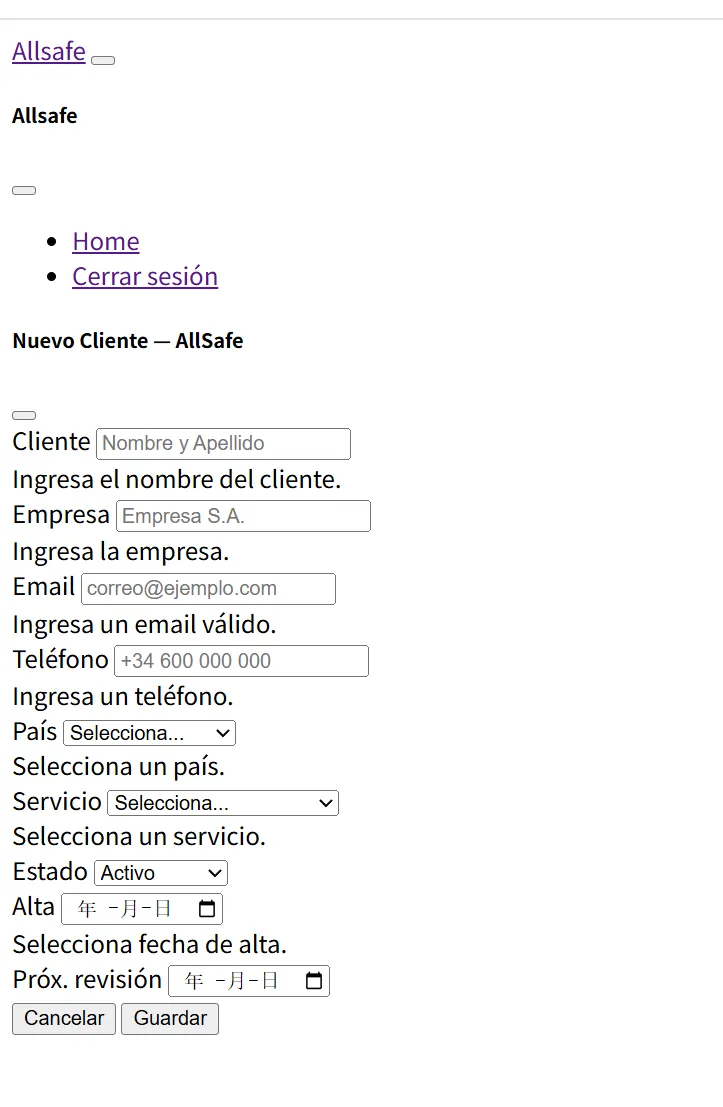 Allsafe
Allsafe
Home
Cerrar sesión
Nuevo Cliente — AllSafe
Cliente Nombre y Apellido
Ingresa el nombre del cliente.
Empresa Empresa S.A.
Ingresa la empresa.
Email correo@ejemplo.com
Ingresa un email válido.
Teléfono +34 600 000 000
Ingresa un teléfono.
País Selecciona...
Selecciona un país.
Servicio Selecciona...
Selecciona un servicio.
Estado Activo
Alta 年 -月-日
Selecciona fecha de alta.
Próx. revisión 年 -月-日
Cancelar Guardar